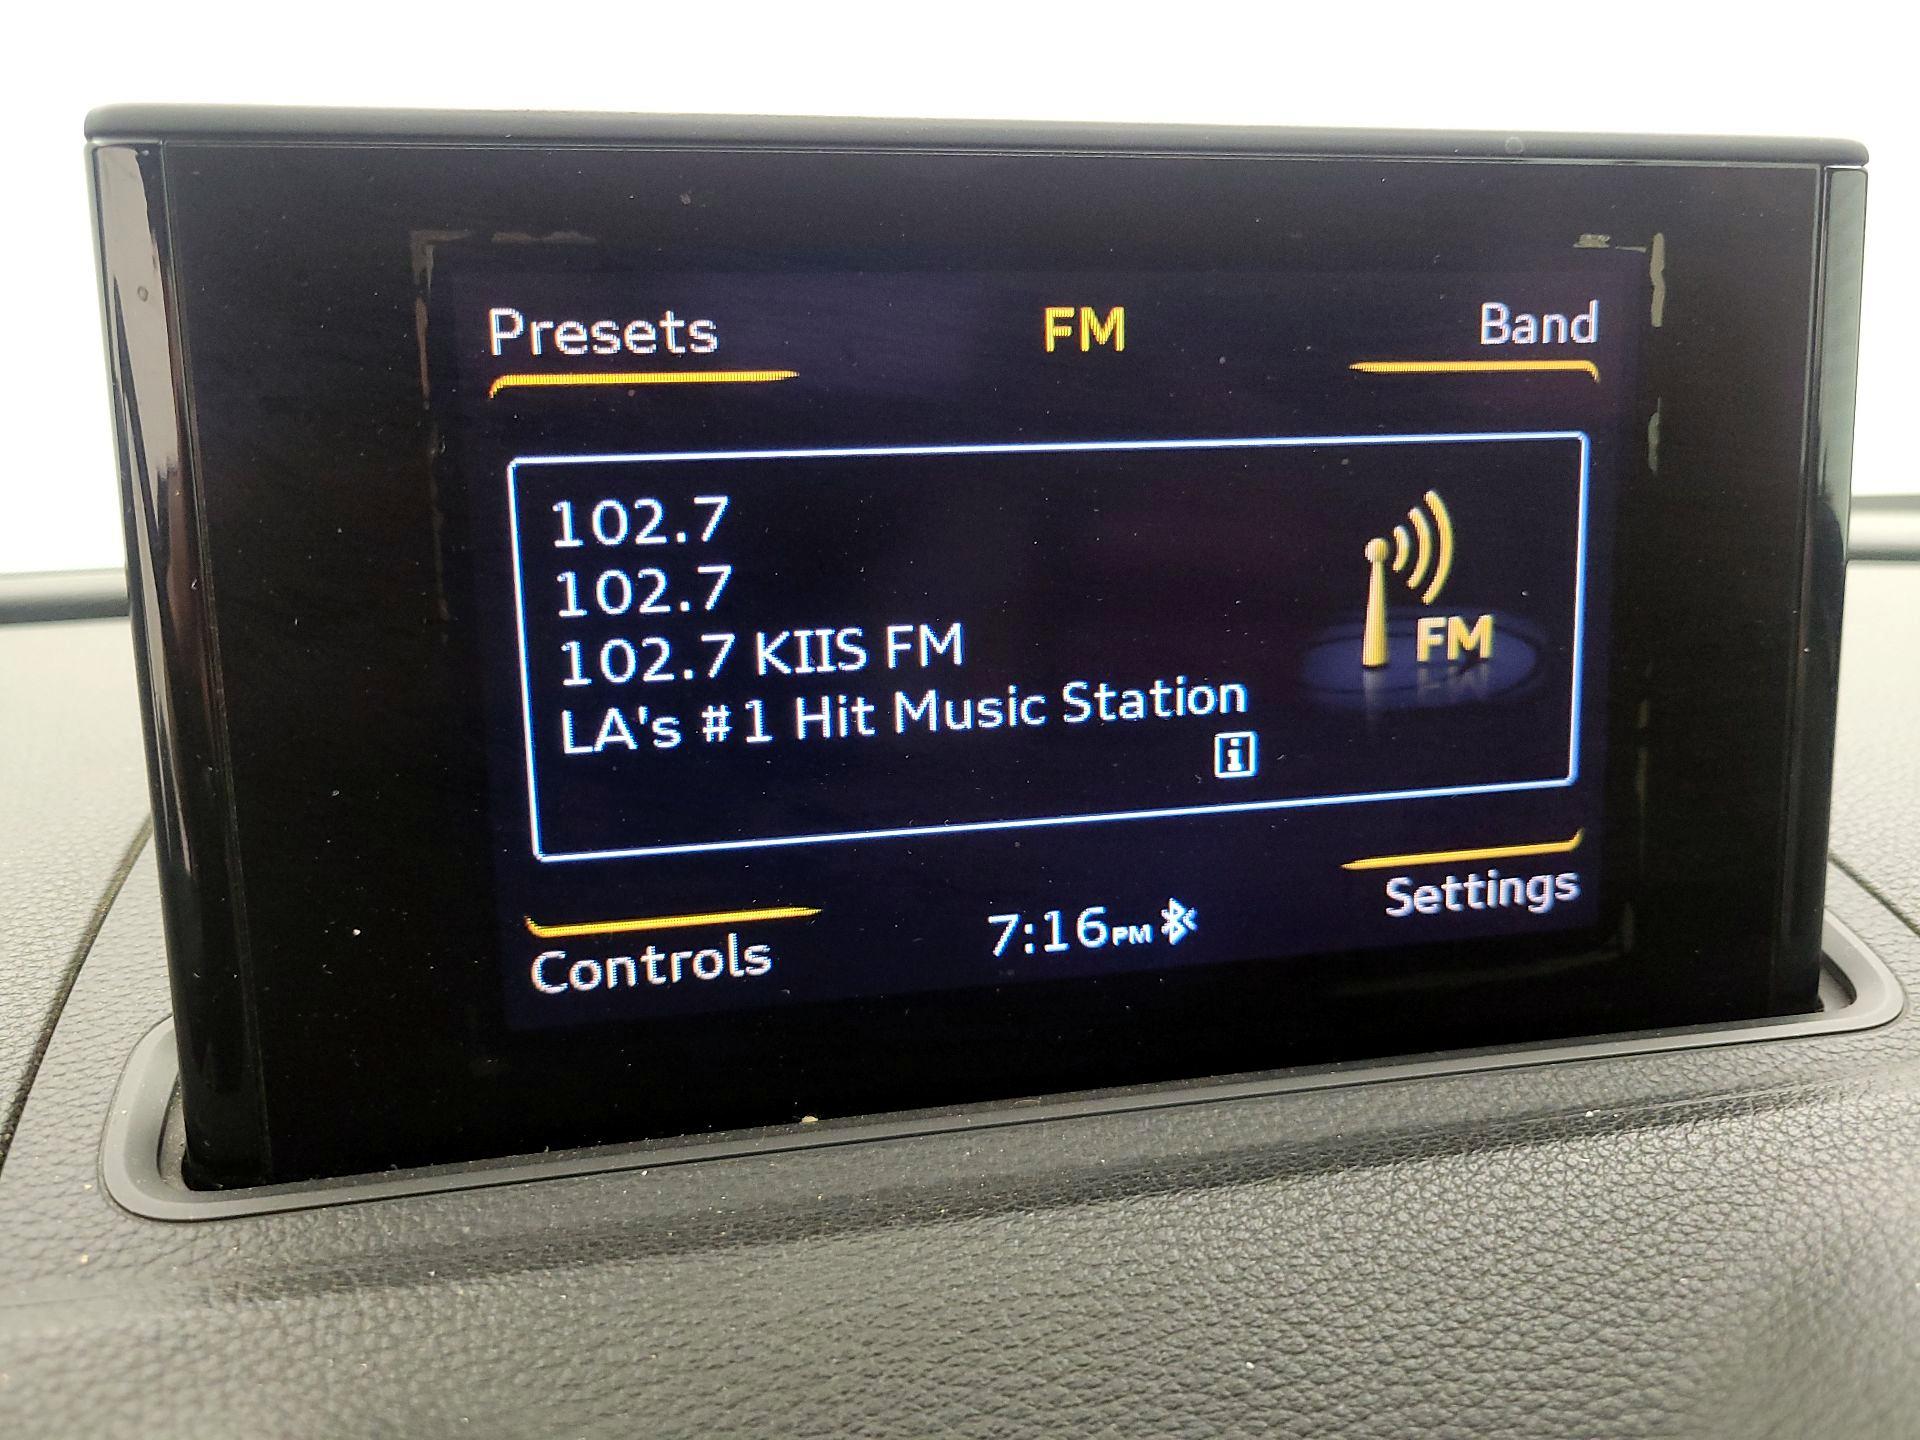 Presets FM Band
102.7
102.7
102.7 KIIS FM
LA's #1 Hit Music Station
i
FM
Settings
7:16PM
Controls